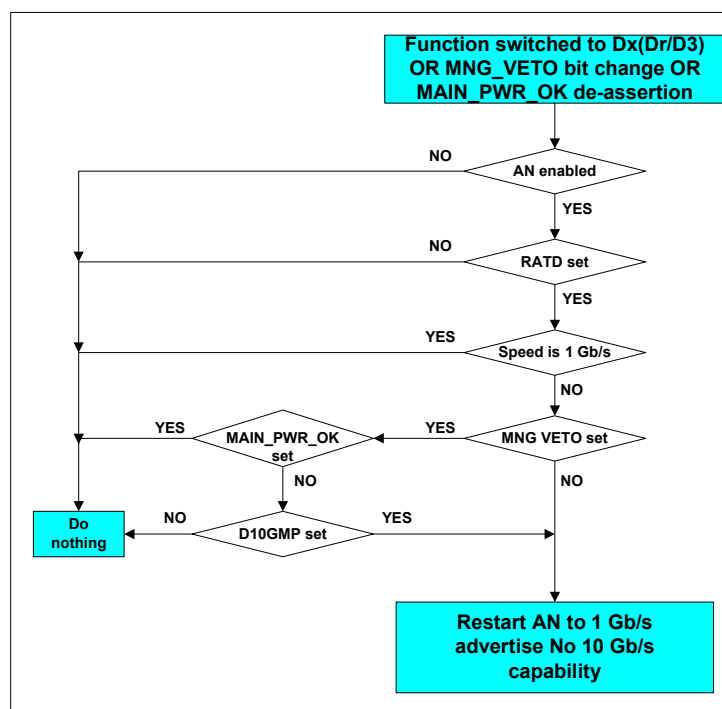 Function switched to Dx(Dr/D3)
OR MNG_VETO bit change OR
MAIN_PWR_OK de-assertion
NO
AN enabled
YES
NO
RATD set
YES
YES
Speed is 1 Gb/s
NO
YES
MAIN_PWR_OK
set
YES
MNG VETO set
NO
NO
Do
nothing
NO
D10GMP set
YES
Restart AN to 1 Gb/s
advertise No 10 Gb/s
capability